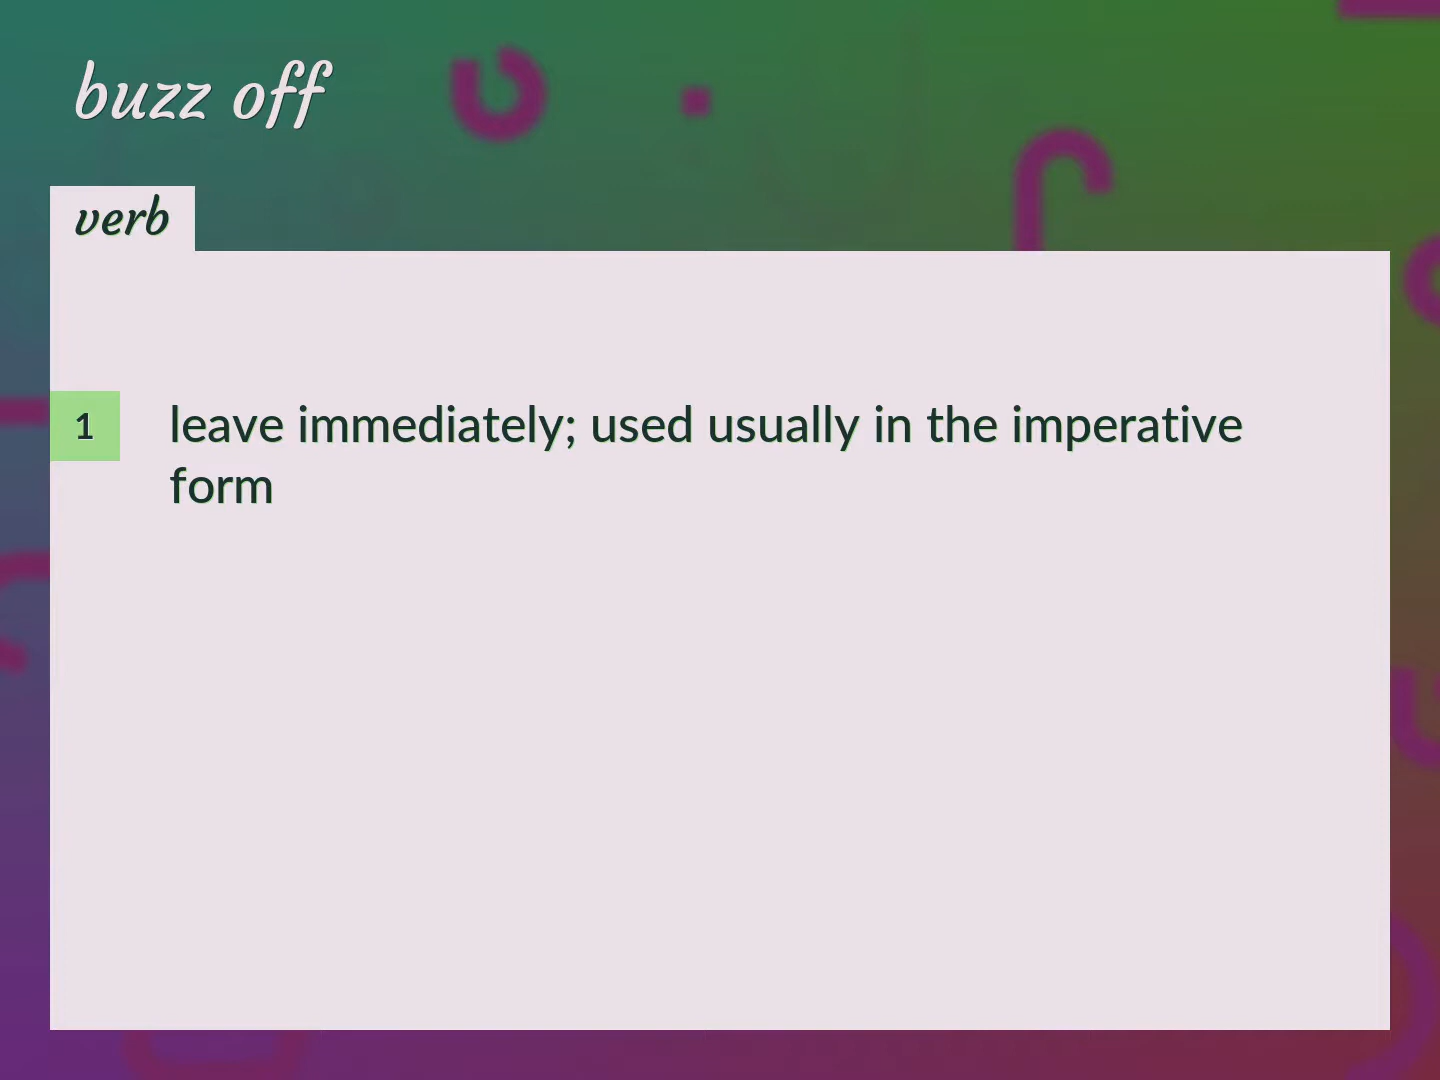 buzz off
verb
1 leave immediately; used usually in the imperative
form